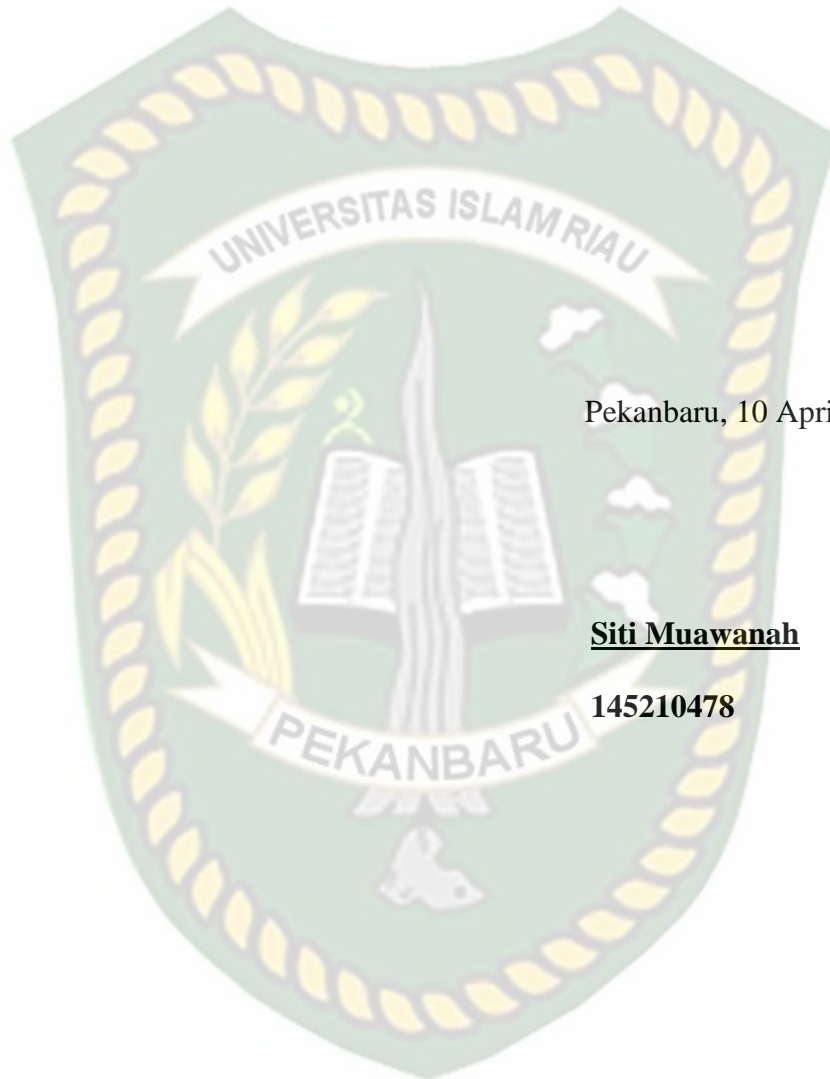 UNIVERSITAS ISLAM RIAU
Pekanbaru, 10 Apri
Siti Muawanah
145210478
PEKANBARU